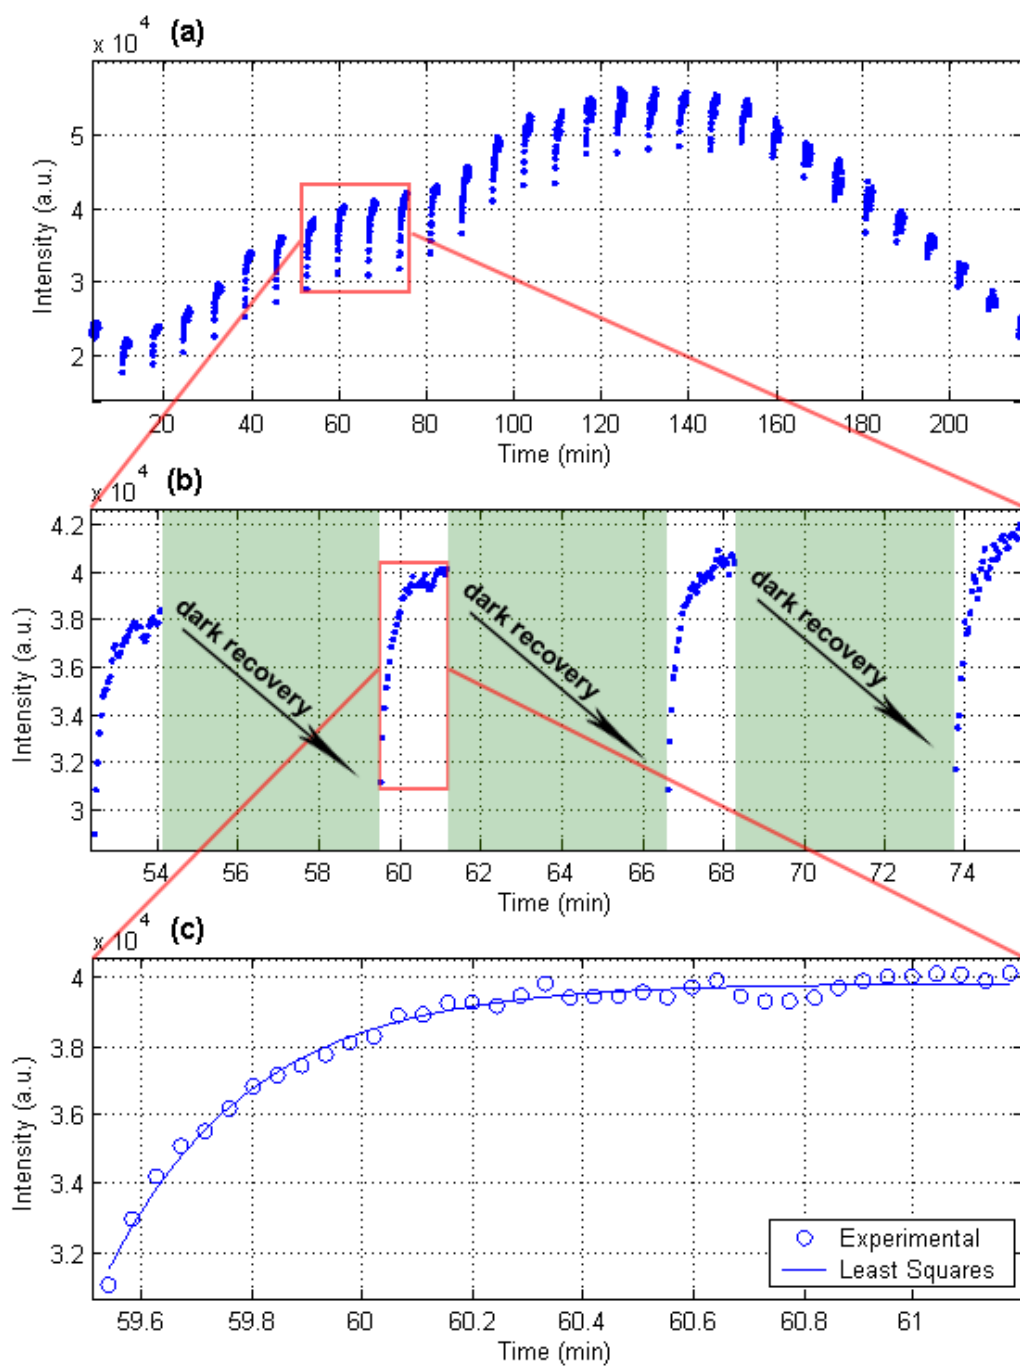 x 10 4 (a)
5
4
3
2
Intensity (a.u.)
20 40 60 80 100 120 140 160 180 200
Time (min)
x 10 4 (b)
4.2
4
3.8
3.6
3.4
3.2
3
Intensity (a.u.)
dark recovery dark recovery dark recovery
54 56 58 60 62 64 66 68 70 72 74
Time (min)
x 10 4 (c)
4
3.8
3.6
3.4
3.2
Intensity (a.u.)
Experimental
Least Squares
59.6 59.8 60 60.2 60.4 60.6 60.8 61
Time (min)